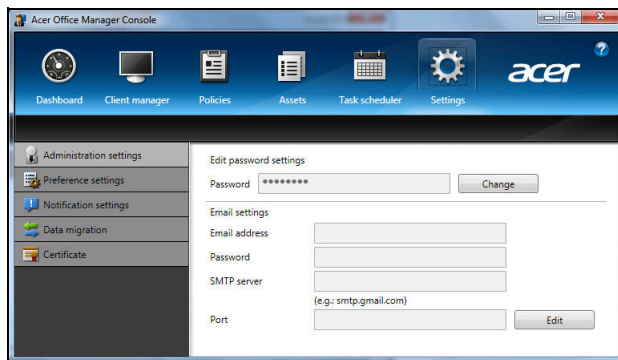 Acer Office Manager Console
?
acer
Dashboard Client manager Policies Assets Task scheduler Settings
Administration settings
Preference settings
Notification settings
Data migration
Certificate
Edit password settings
Password ******** Change
Email settings
Email address
Password
SMTP server
(e.g.: smtp.gmail.com)
Port Edit